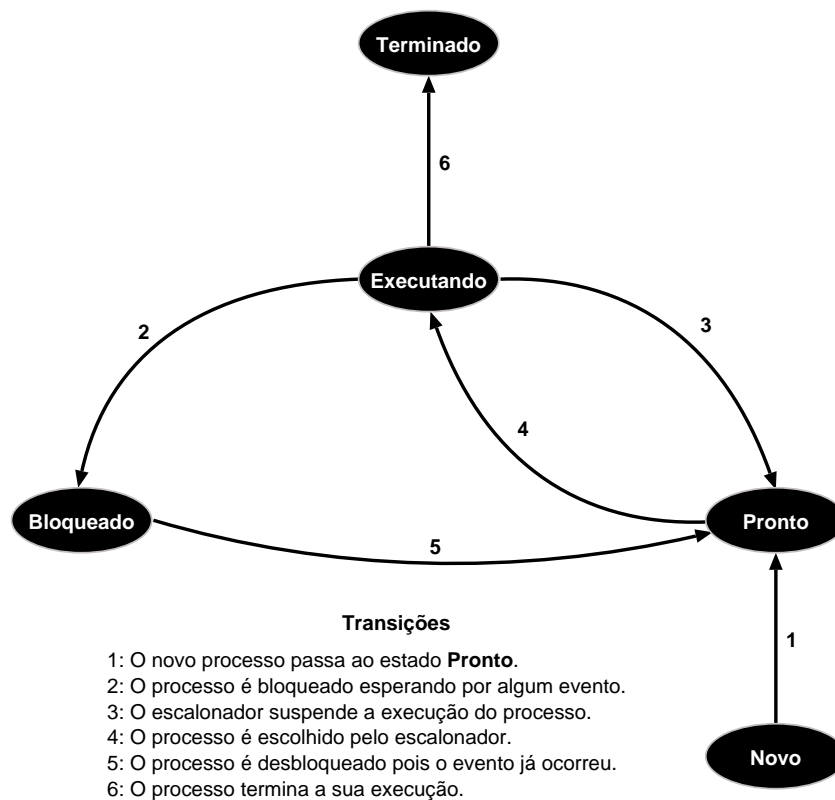 Terminado
6
Executando
2
3
4
Bloqueado
Pronto
5
Transições
1
1: O novo processo passa ao estado Pronto.
2: O processo é bloqueado esperando por algum evento.
3: O escalonador suspende a execução do processo.
4: O processo é escolhido pelo escalonador.
5: O processo é desbloqueado pois o evento já ocorreu.
6: O processo termina a sua execução.
Novo